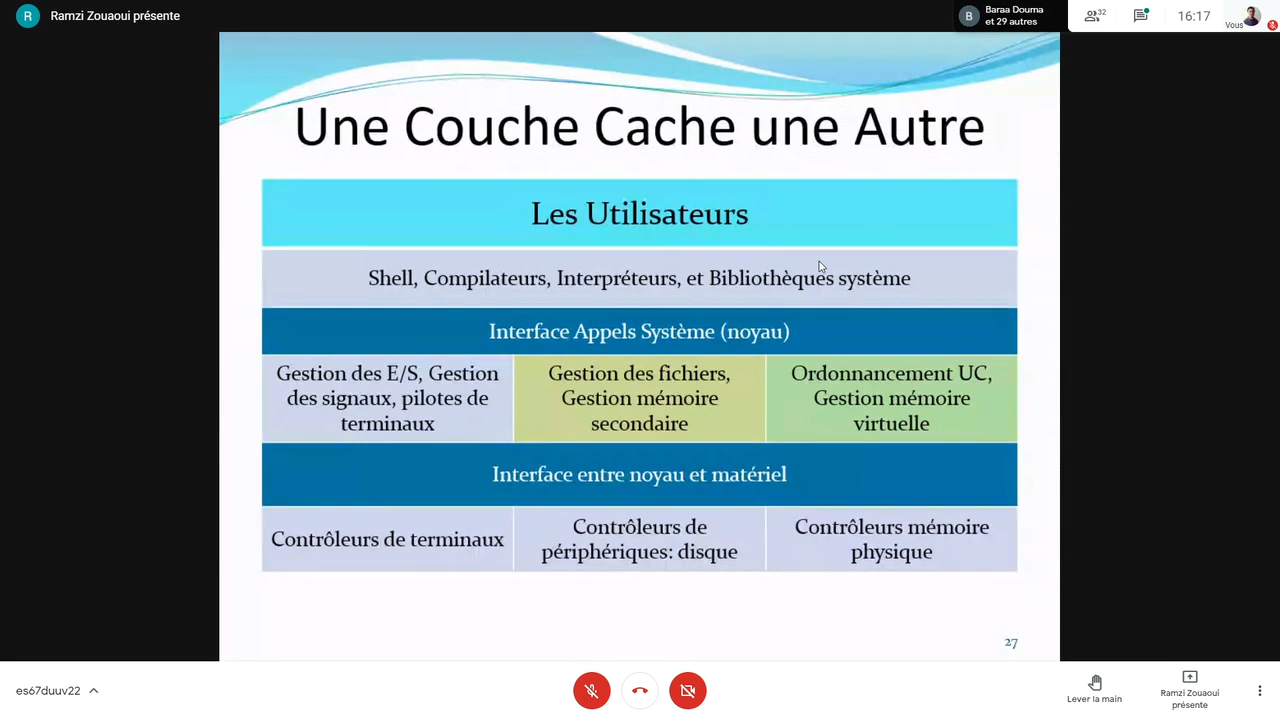 R
Ramzi Zouaoui présente
B
Baraa Douma
et 29 autres
32
16:17
Vous
Une Couche Cache une Autre
Les Utilisateurs
Shell, Compilateurs, Interpréteurs, et Bibliothèques système
Interface Appels Système (noyau)
Gestion des E/S, Gestion
des signaux, pilotes de
terminaux
Gestion des fichiers,
Gestion mémoire
secondaire
Ordonnancement UC,
Gestion mémoire
virtuelle
Interface entre noyau et matériel
Contrôleurs de terminaux
Contrôleurs de
périphériques: disque
Contrôleurs mémoire
physique
27
es67duuv22
Lever la main
Ramzi Zouaoui
présente